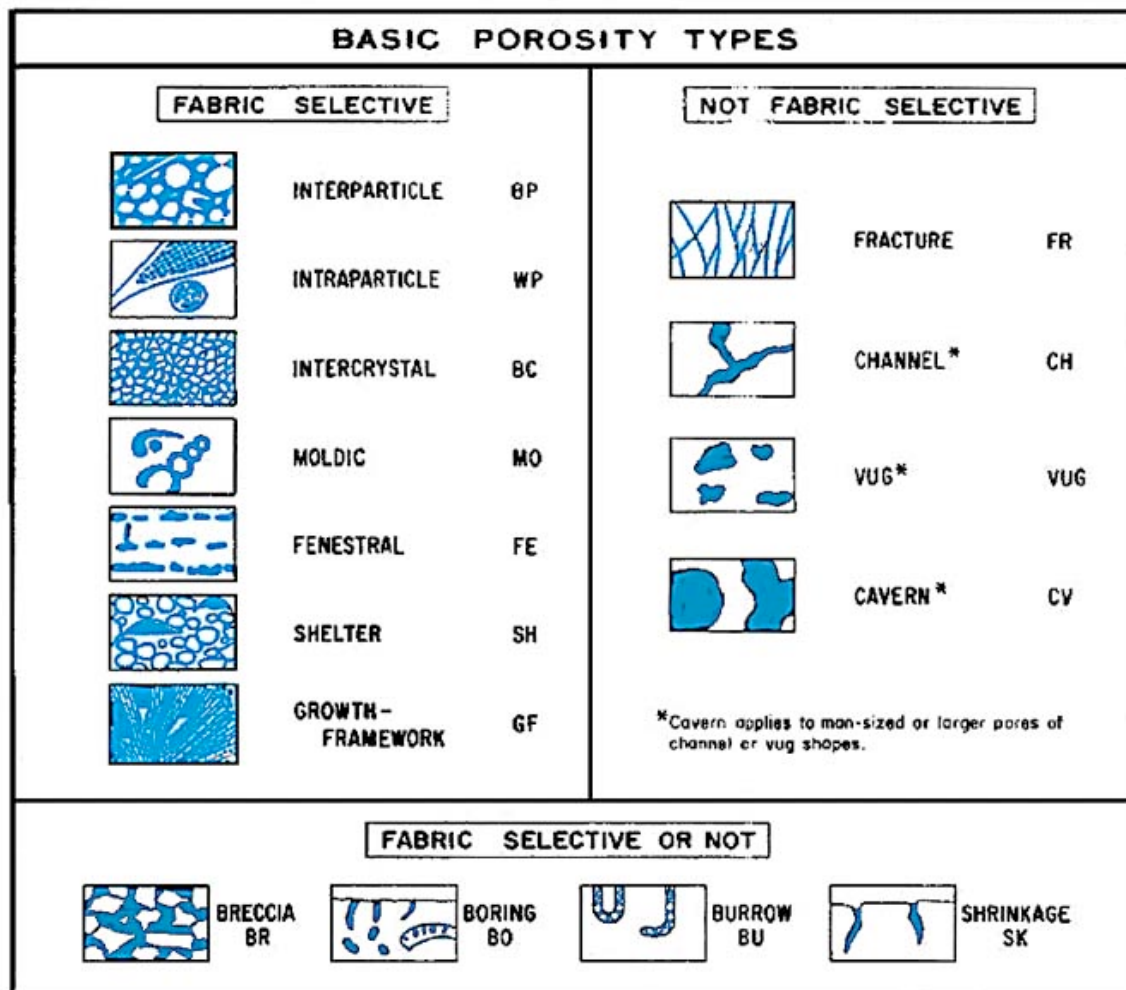 BASIC POROSITY TYPES
FABRIC SELECTIVE
INTERPARTICLE BP
INTRAPARTICLE WP
INTERCRYSTAL BC
MOLDIC MO
FENESTRAL FE
SHELTER SH
GROWTH-
FRAMEWORK GF
NOT FABRIC SELECTIVE
FRACTURE FR
CHANNEL* CH
VUG* VUG
CAVERN* CV
*Cavern applies to man-sized or larger pores of
channel or vug shapes.
FABRIC SELECTIVE OR NOT
BRECCIA
BR
BORING
BO
BURROW
BU
SHRINKAGE
SK